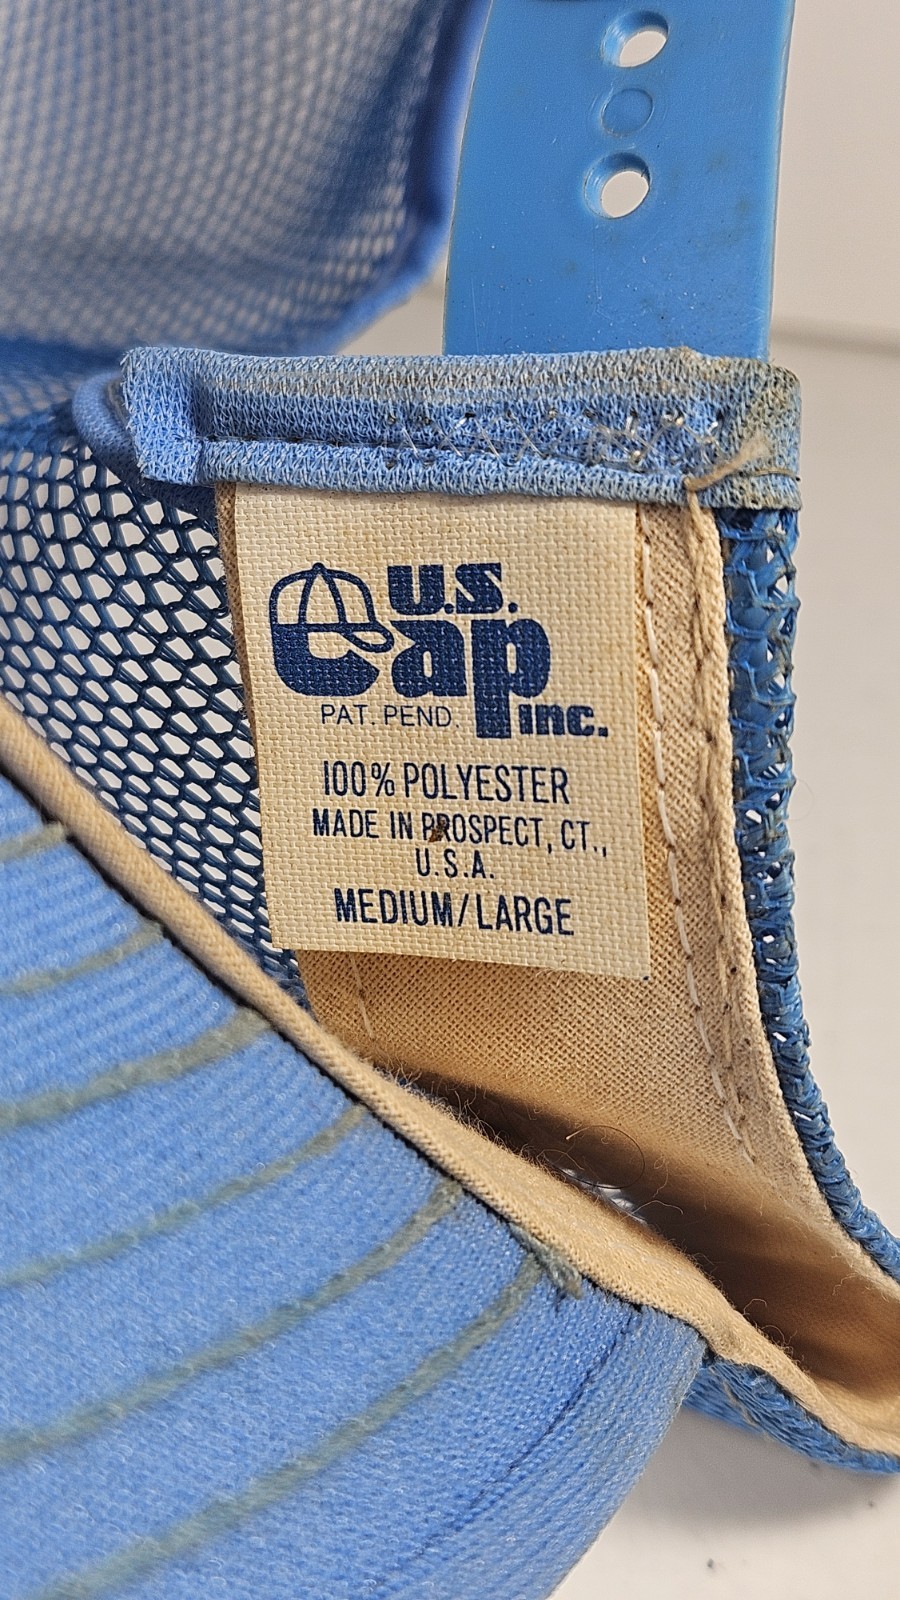 U.S.
Cap inc.
PAT. PEND.
100% POLYESTER
MADE IN PROSPECT, CT.,
U.S.A.
MEDIUM/LARGE